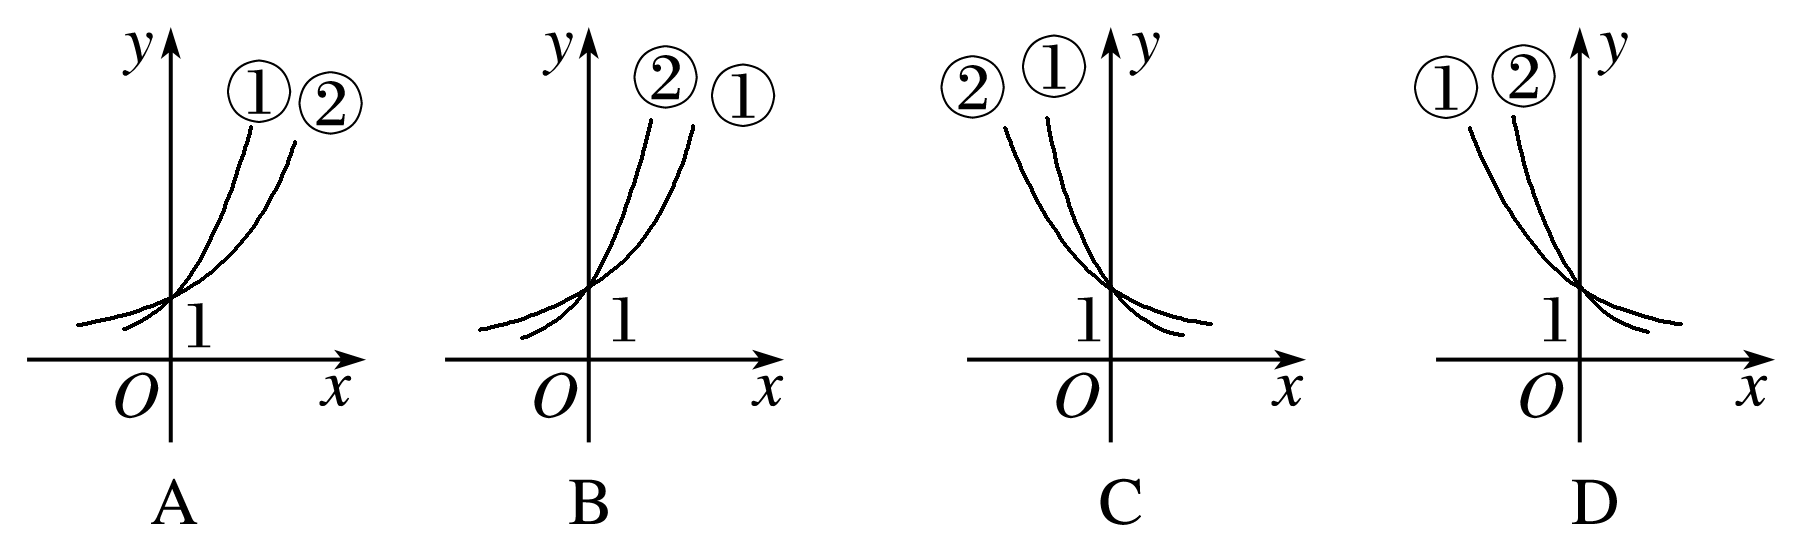 y ① ②
1
O x
A
y ② ①
1
O x
B
② ① y
1
O x
C
① ② y
1
O x
D